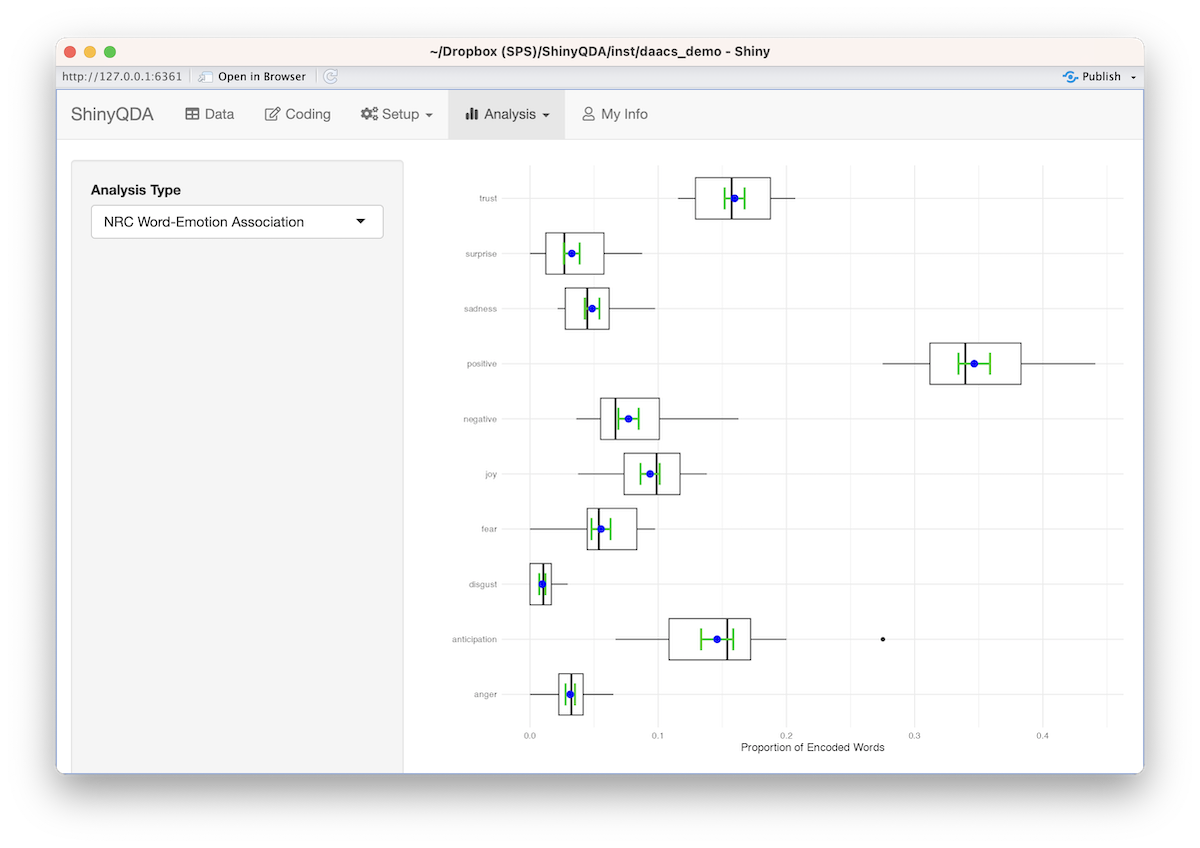 ~/Dropbox (SPS)/ShinyQDA/inst/daacs_demo - Shiny
http://127.0.0.1:6361 Open in Browser Publish
ShinyQDA Data Coding Setup Analysis My Info
Analysis Type
NRC Word-Emotion Association
trust
surprise
sadness
positive
negative
joy
fear
disgust
anticipation
anger
0.0 0.1 0.2 0.3 0.4
Proportion of Encoded Words